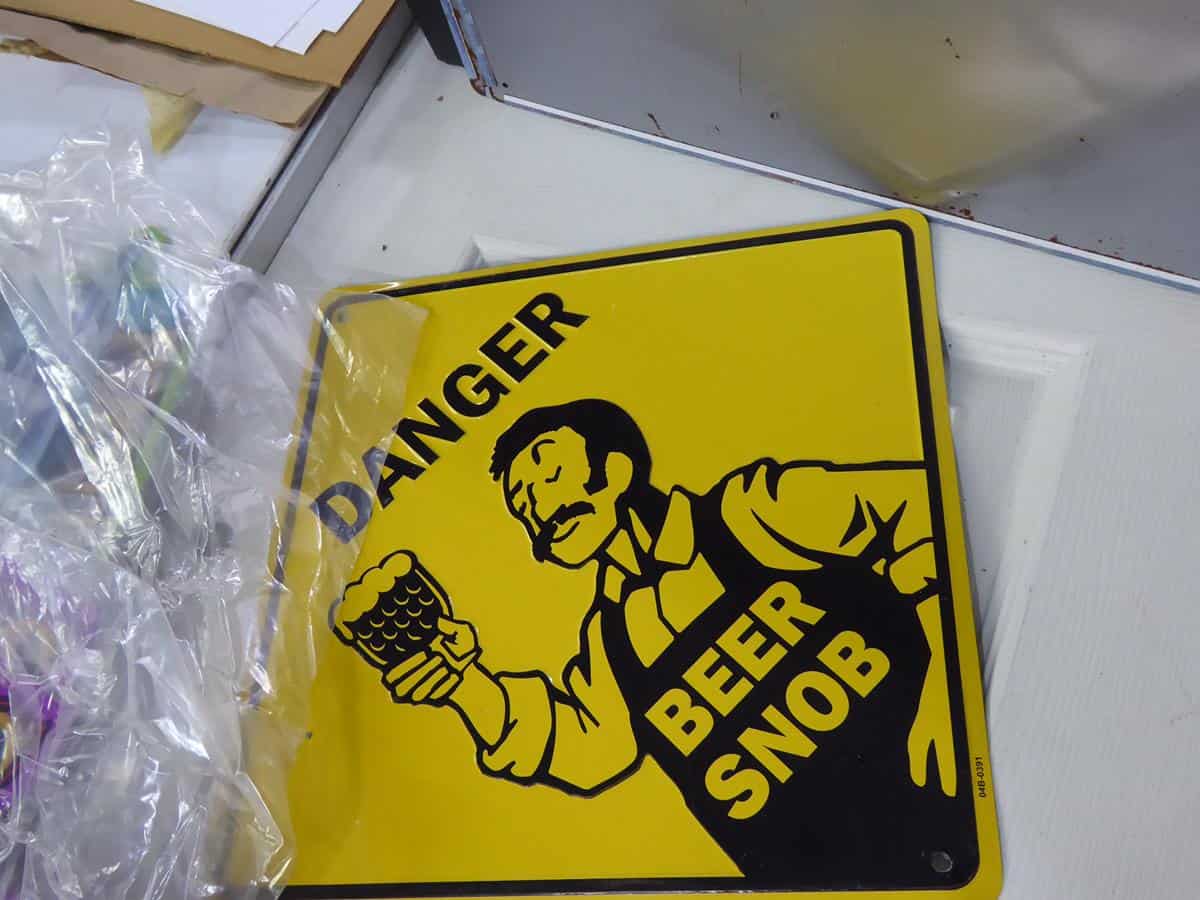 DANGER
BEER
SNOB
04B-0391